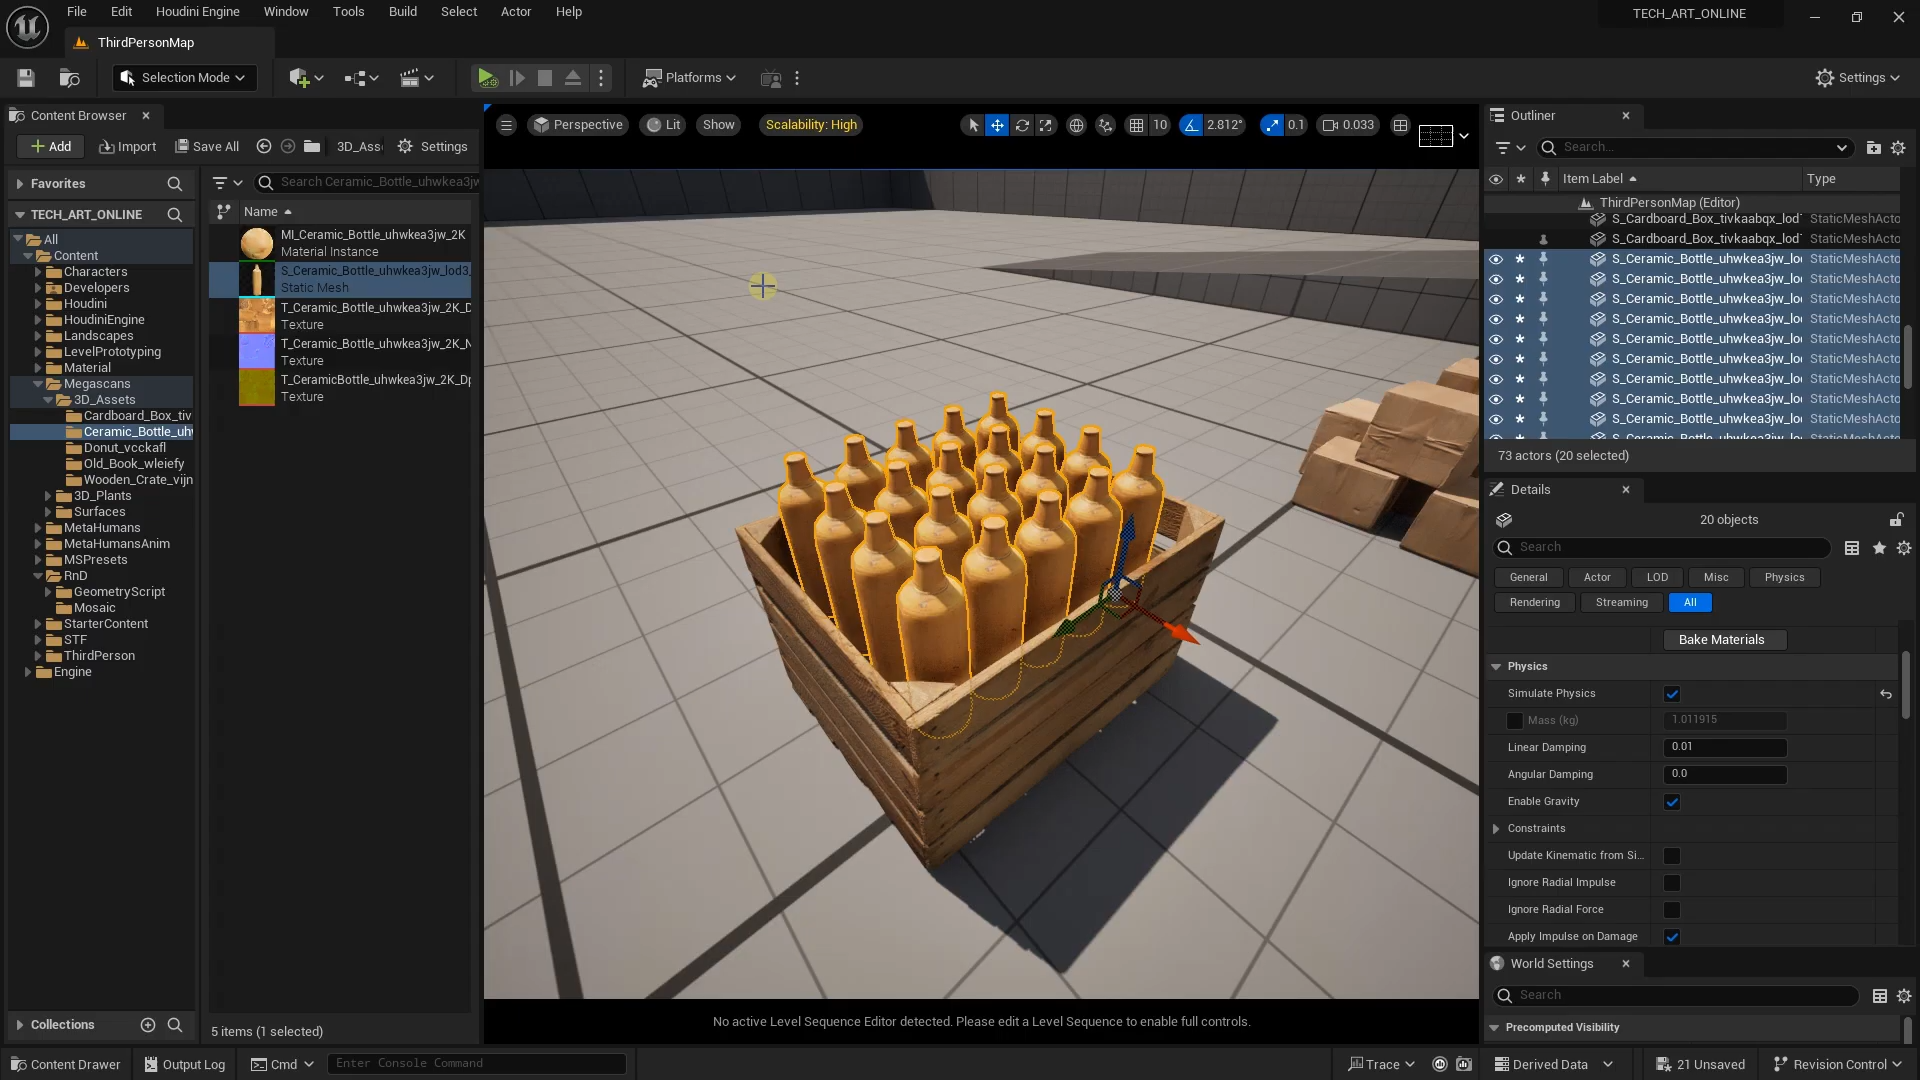 File Edit Houdini Engine Window Tools Build Select Actor Help
TECH_ART_ONLINE
ThirdPersonMap
Selection Mode
Platforms
Settings
Content Browser
Add Import Save All 3D_Ass Settings
Favorites
TECH_ART_ONLINE
All
Content
Characters
Developers
Houdini
HoudiniEngine
Landscapes
LevelPrototyping
Material
Megascans
3D_Assets
Cardboard_Box_tiv
Ceramic_Bottle_uhw
Donut_vcckafl
Old_Book_wleiefy
Wooden_Crate_vijn
3D_Plants
Surfaces
MetaHumans
MetaHumansAnim
MSPresets
RnD
GeometryScript
Mosaic
StarterContent
STF
ThirdPerson
Engine
Collections
Search Ceramic_Bottle_uhwkea3jw
Name
MI_Ceramic_Bottle_uhwkea3jw_2K
Material Instance
S_Ceramic_Bottle_uhwkea3jw_lod3_
Static Mesh
T_Ceramic_Bottle_uhwkea3jw_2K_D
Texture
T_Ceramic_Bottle_uhwkea3jw_2K_N
Texture
T_CeramicBottle_uhwkea3jw_2K_Dp
Texture
5 items (1 selected)
Perspective Lit Show Scalability: High
10 2.812° 0.1 0.033
No active Level Sequence Editor detected. Please edit a Level Sequence to enable full controls.
Outliner
Search...
Item Label Type
ThirdPersonMap (Editor)
S_Cardboard_Box_tivkaabqx_lod StaticMeshActo
S_Cardboard_Box_tivkaabqx_lod StaticMeshActo
S_Ceramic_Bottle_uhwkea3jw_lo StaticMeshActo
S_Ceramic_Bottle_uhwkea3jw_lo StaticMeshActo
S_Ceramic_Bottle_uhwkea3jw_lo StaticMeshActo
S_Ceramic_Bottle_uhwkea3jw_lo StaticMeshActo
S_Ceramic_Bottle_uhwkea3jw_lo StaticMeshActo
S_Ceramic_Bottle_uhwkea3jw_lo StaticMeshActo
S_Ceramic_Bottle_uhwkea3jw_lo StaticMeshActo
S_Ceramic_Bottle_uhwkea3jw_lo StaticMeshActo
S_Ceramic_Bottle_uhwkea3jw_lo StaticMeshActo
73 actors (20 selected)
Details
20 objects
Search
General Actor LOD Misc Physics
Rendering Streaming All
Bake Materials
Physics
Simulate Physics
Mass (kg) 1.011915
Linear Damping 0.01
Angular Damping 0.0
Enable Gravity
Constraints
Update Kinematic from Si...
Ignore Radial Impulse
Ignore Radial Force
Apply Impulse on Damage
World Settings
Search
Precomputed Visibility
Content Drawer Output Log Cmd Enter Console Command Trace Derived Data 21 Unsaved Revision Control